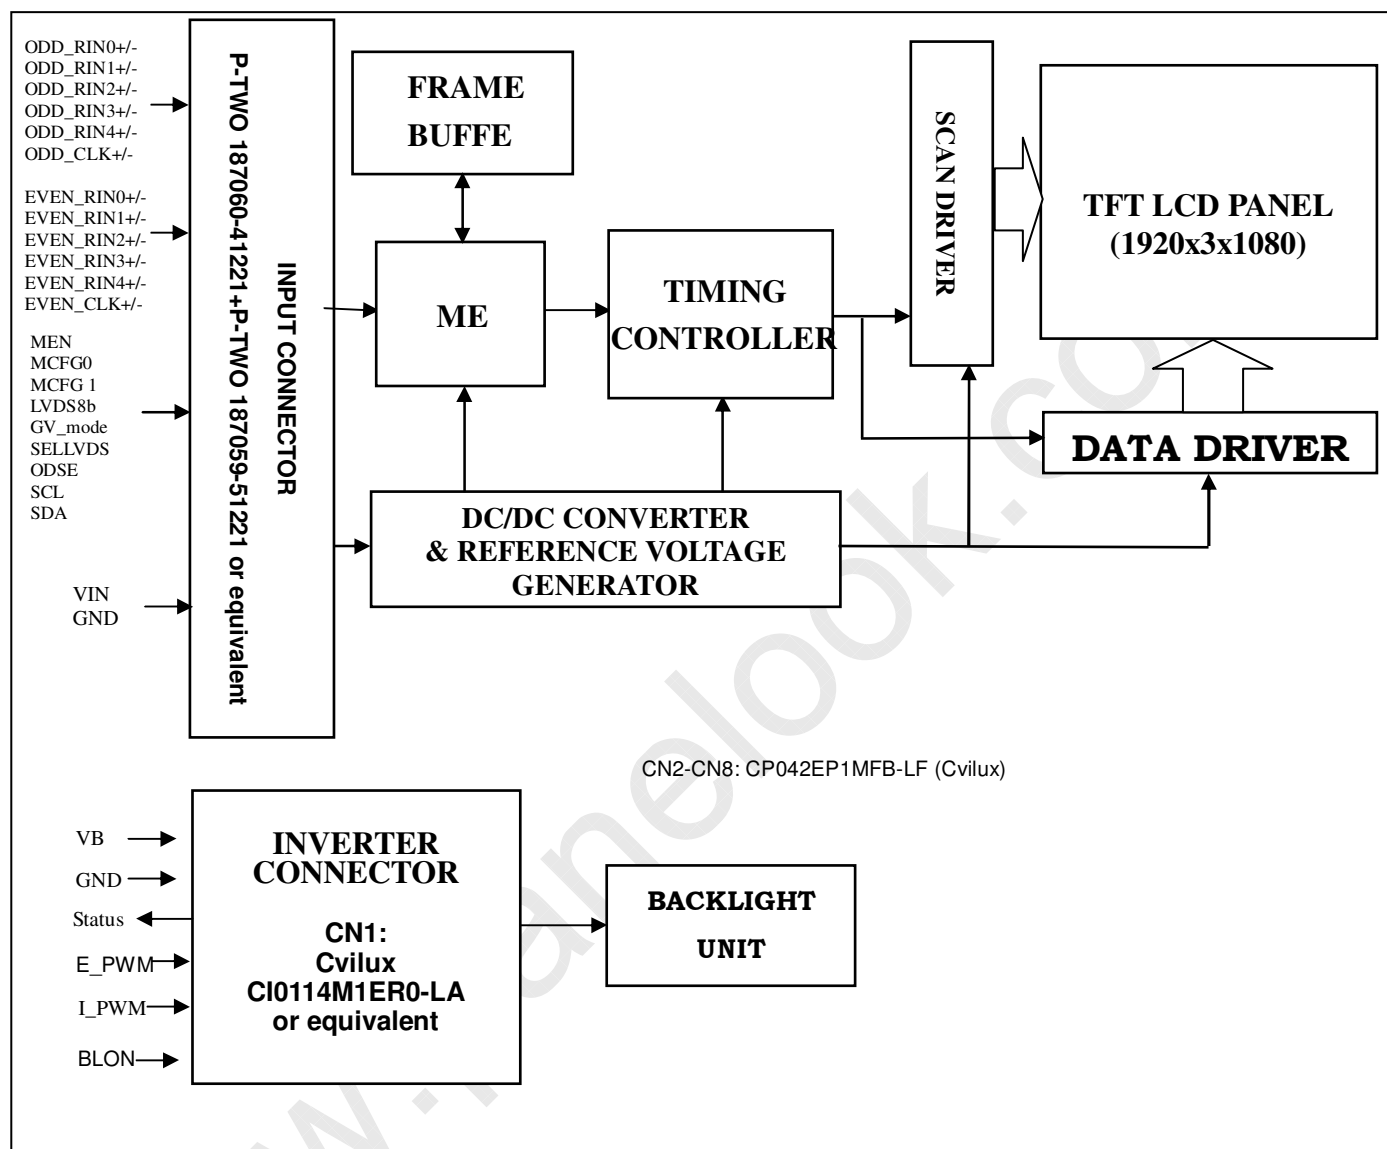 ODD_RIN0+/-
ODD_RIN1+/-
ODD_RIN2+/-
ODD_RIN3+/-
ODD_RIN4+/-
ODD_CLK+/-
EVEN_RIN0+/-
EVEN_RIN1+/-
EVEN_RIN2+/-
EVEN_RIN3+/-
EVEN_RIN4+/-
EVEN_CLK+/-
MEN
MCFG0
MCFG 1
LVDS8b
GV_mode
SELLVDS
ODSE
SCL
SDA
VIN
GND
INPUT CONNECTOR
P-TWO 187060-41221+P-TWO 187059-51221 or equivalent
FRAME
BUFFE
ME
TIMING
CONTROLLER
SCAN DRIVER
TFT LCD PANEL
(1920x3x1080)
DATA DRIVER
DC/DC CONVERTER
& REFERENCE VOLTAGE
GENERATOR
CN2-CN8: CP042EP1MFB-LF (Cvilux)
VB
GND
Status
E_PWM
I_PWM
BLON
INVERTER
CONNECTOR
CN1:
Cvilux
CI0114M1ER0-LA
or equivalent
BACKLIGHT
UNIT
w.panelook.co